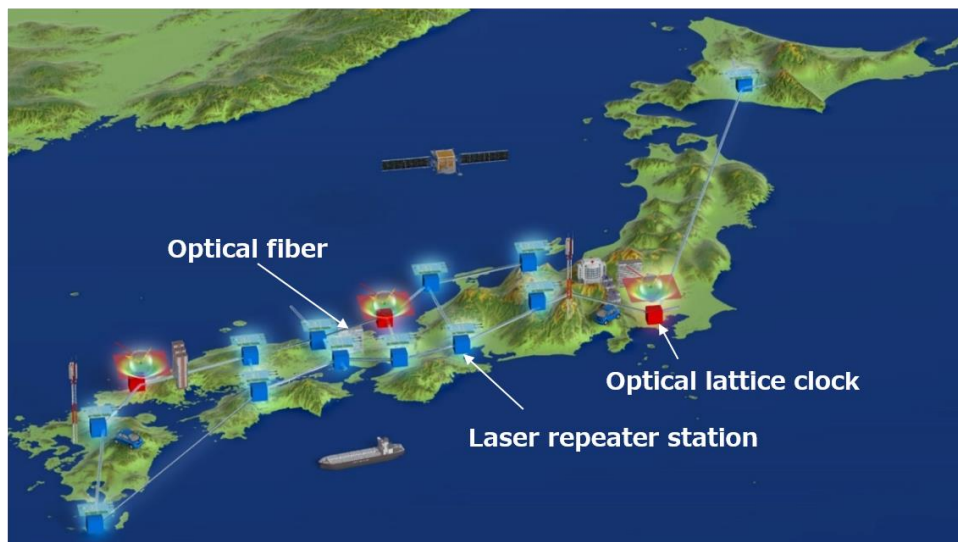 Optical fiber
Optical lattice clock
Laser repeater station